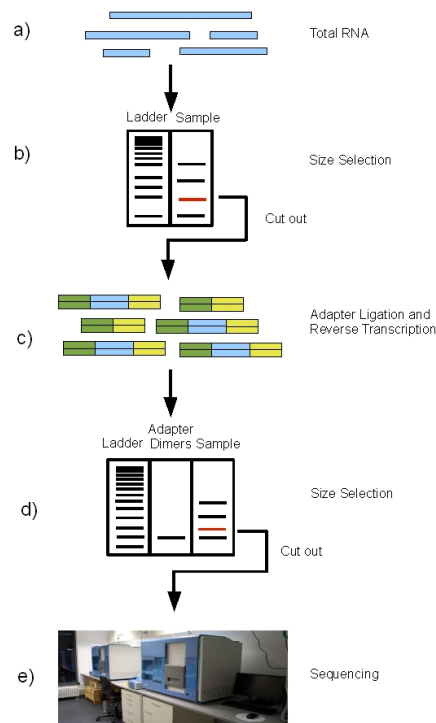 a)
Total RNA
Ladder Sample
b)
Size Selection
Cut out
c)
Adapter Ligation and
Reverse Transcription
Adapter
Ladder Dimers Sample
d)
Size Selection
Cut out
e)
Sequencing